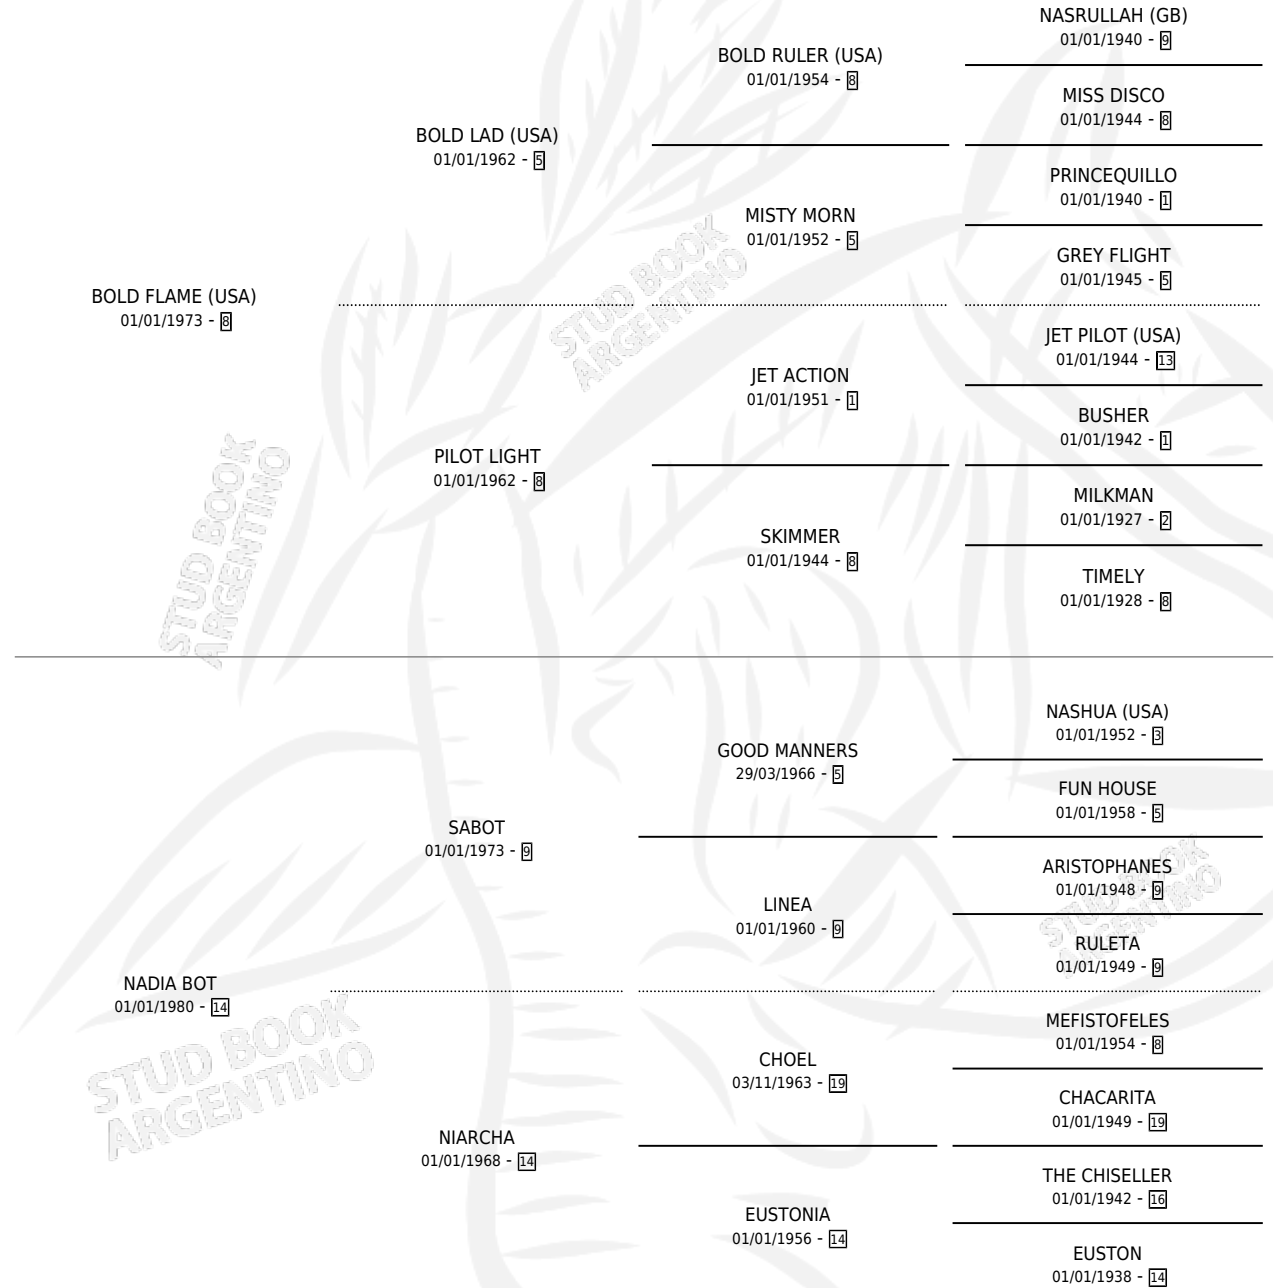 NASRULLAH (GB)
01/01/1940 - 9
BOLD RULER (USA)
01/01/1954 - 8
MISS DISCO
01/01/1944 - 8
BOLD LAD (USA)
01/01/1962 - 5
PRINCEQUILLO
01/01/1940 - 1
MISTY MORN
01/01/1952 - 5
GREY FLIGHT
01/01/1945 - 5
BOLD FLAME (USA)
01/01/1973 - 8
JET PILOT (USA)
01/01/1944 - 13
JET ACTION
01/01/1951 - 1
BUSHER
01/01/1942 - 1
PILOT LIGHT
01/01/1962 - 8
MILKMAN
01/01/1927 - 2
SKIMMER
01/01/1944 - 8
TIMELY
01/01/1928 - 8
NASHUA (USA)
01/01/1952 - 3
GOOD MANNERS
29/03/1966 - 5
FUN HOUSE
01/01/1958 - 5
SABOT
01/01/1973 - 9
ARISTOPHANES
01/01/1948 - 9
LINEA
01/01/1960 - 9
RULETA
01/01/1949 - 9
NADIA BOT
01/01/1980 - 14
MEFISTOFELES
01/01/1954 - 8
CHOEL
03/11/1963 - 19
CHACARITA
01/01/1949 - 19
NIARCHA
01/01/1968 - 14
THE CHISELLER
01/01/1942 - 16
EUSTONIA
01/01/1956 - 14
EUSTON
01/01/1938 - 14
STUD BOOK
ARGENTINO
STUD BOOK
ARGENTINO
STUD BOOK
ARGENTINO
STUD BOOK
ARGENTINO